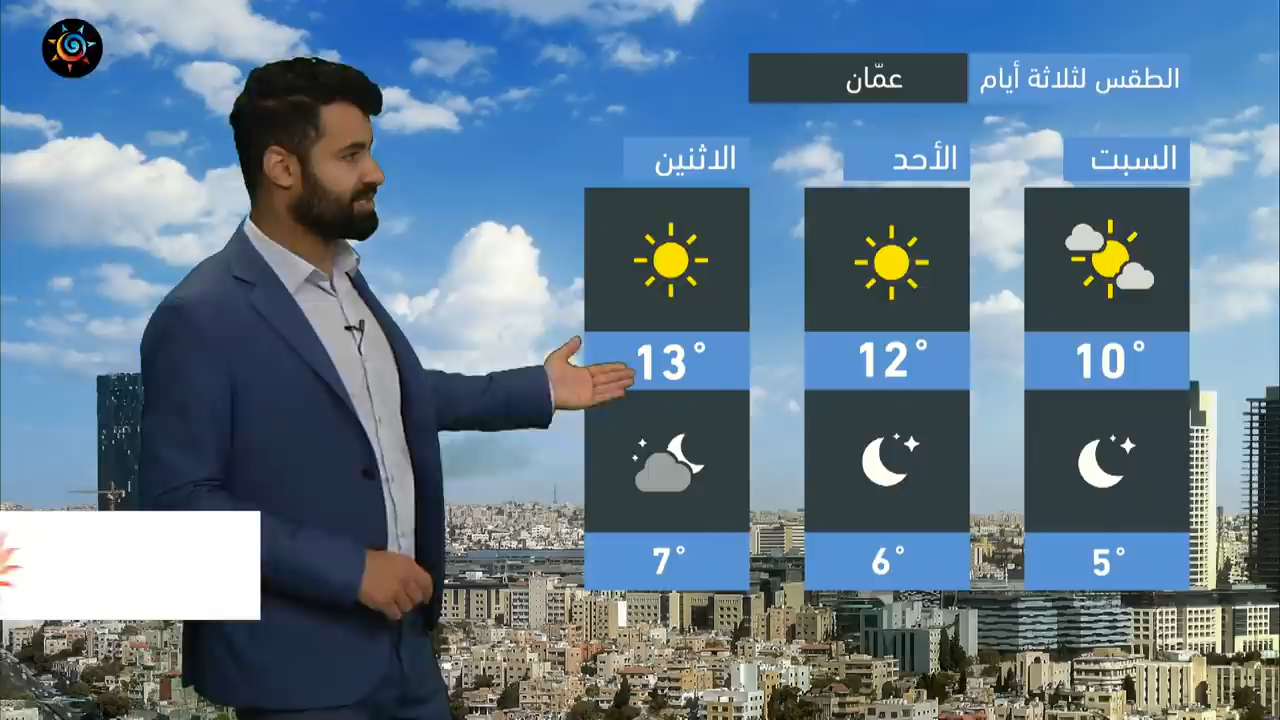 الطقس لثلاثة أيام
عمّان
السبت
الأحد
الاثنين
10°
12°
13°
5°
6°
7°